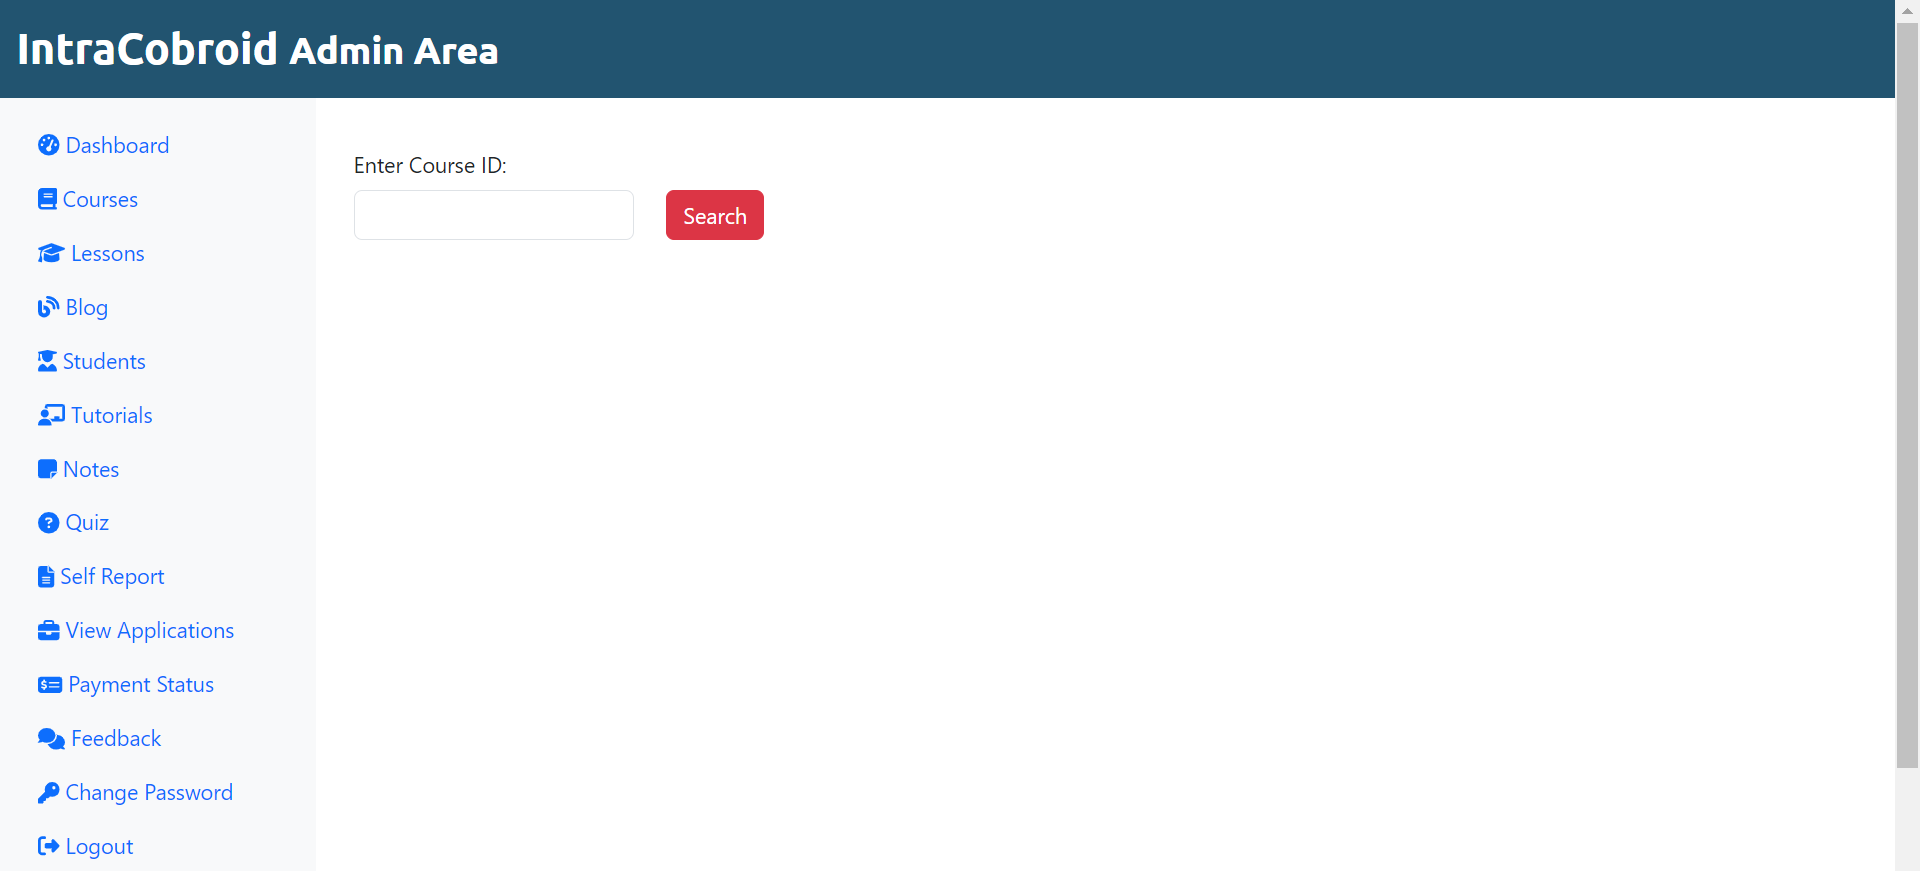 IntraCobroid Admin Area
Dashboard
Courses
Lessons
Blog
Students
Tutorials
Notes
Quiz
Self Report
View Applications
Payment Status
Feedback
Change Password
Logout
Enter Course ID:
Search